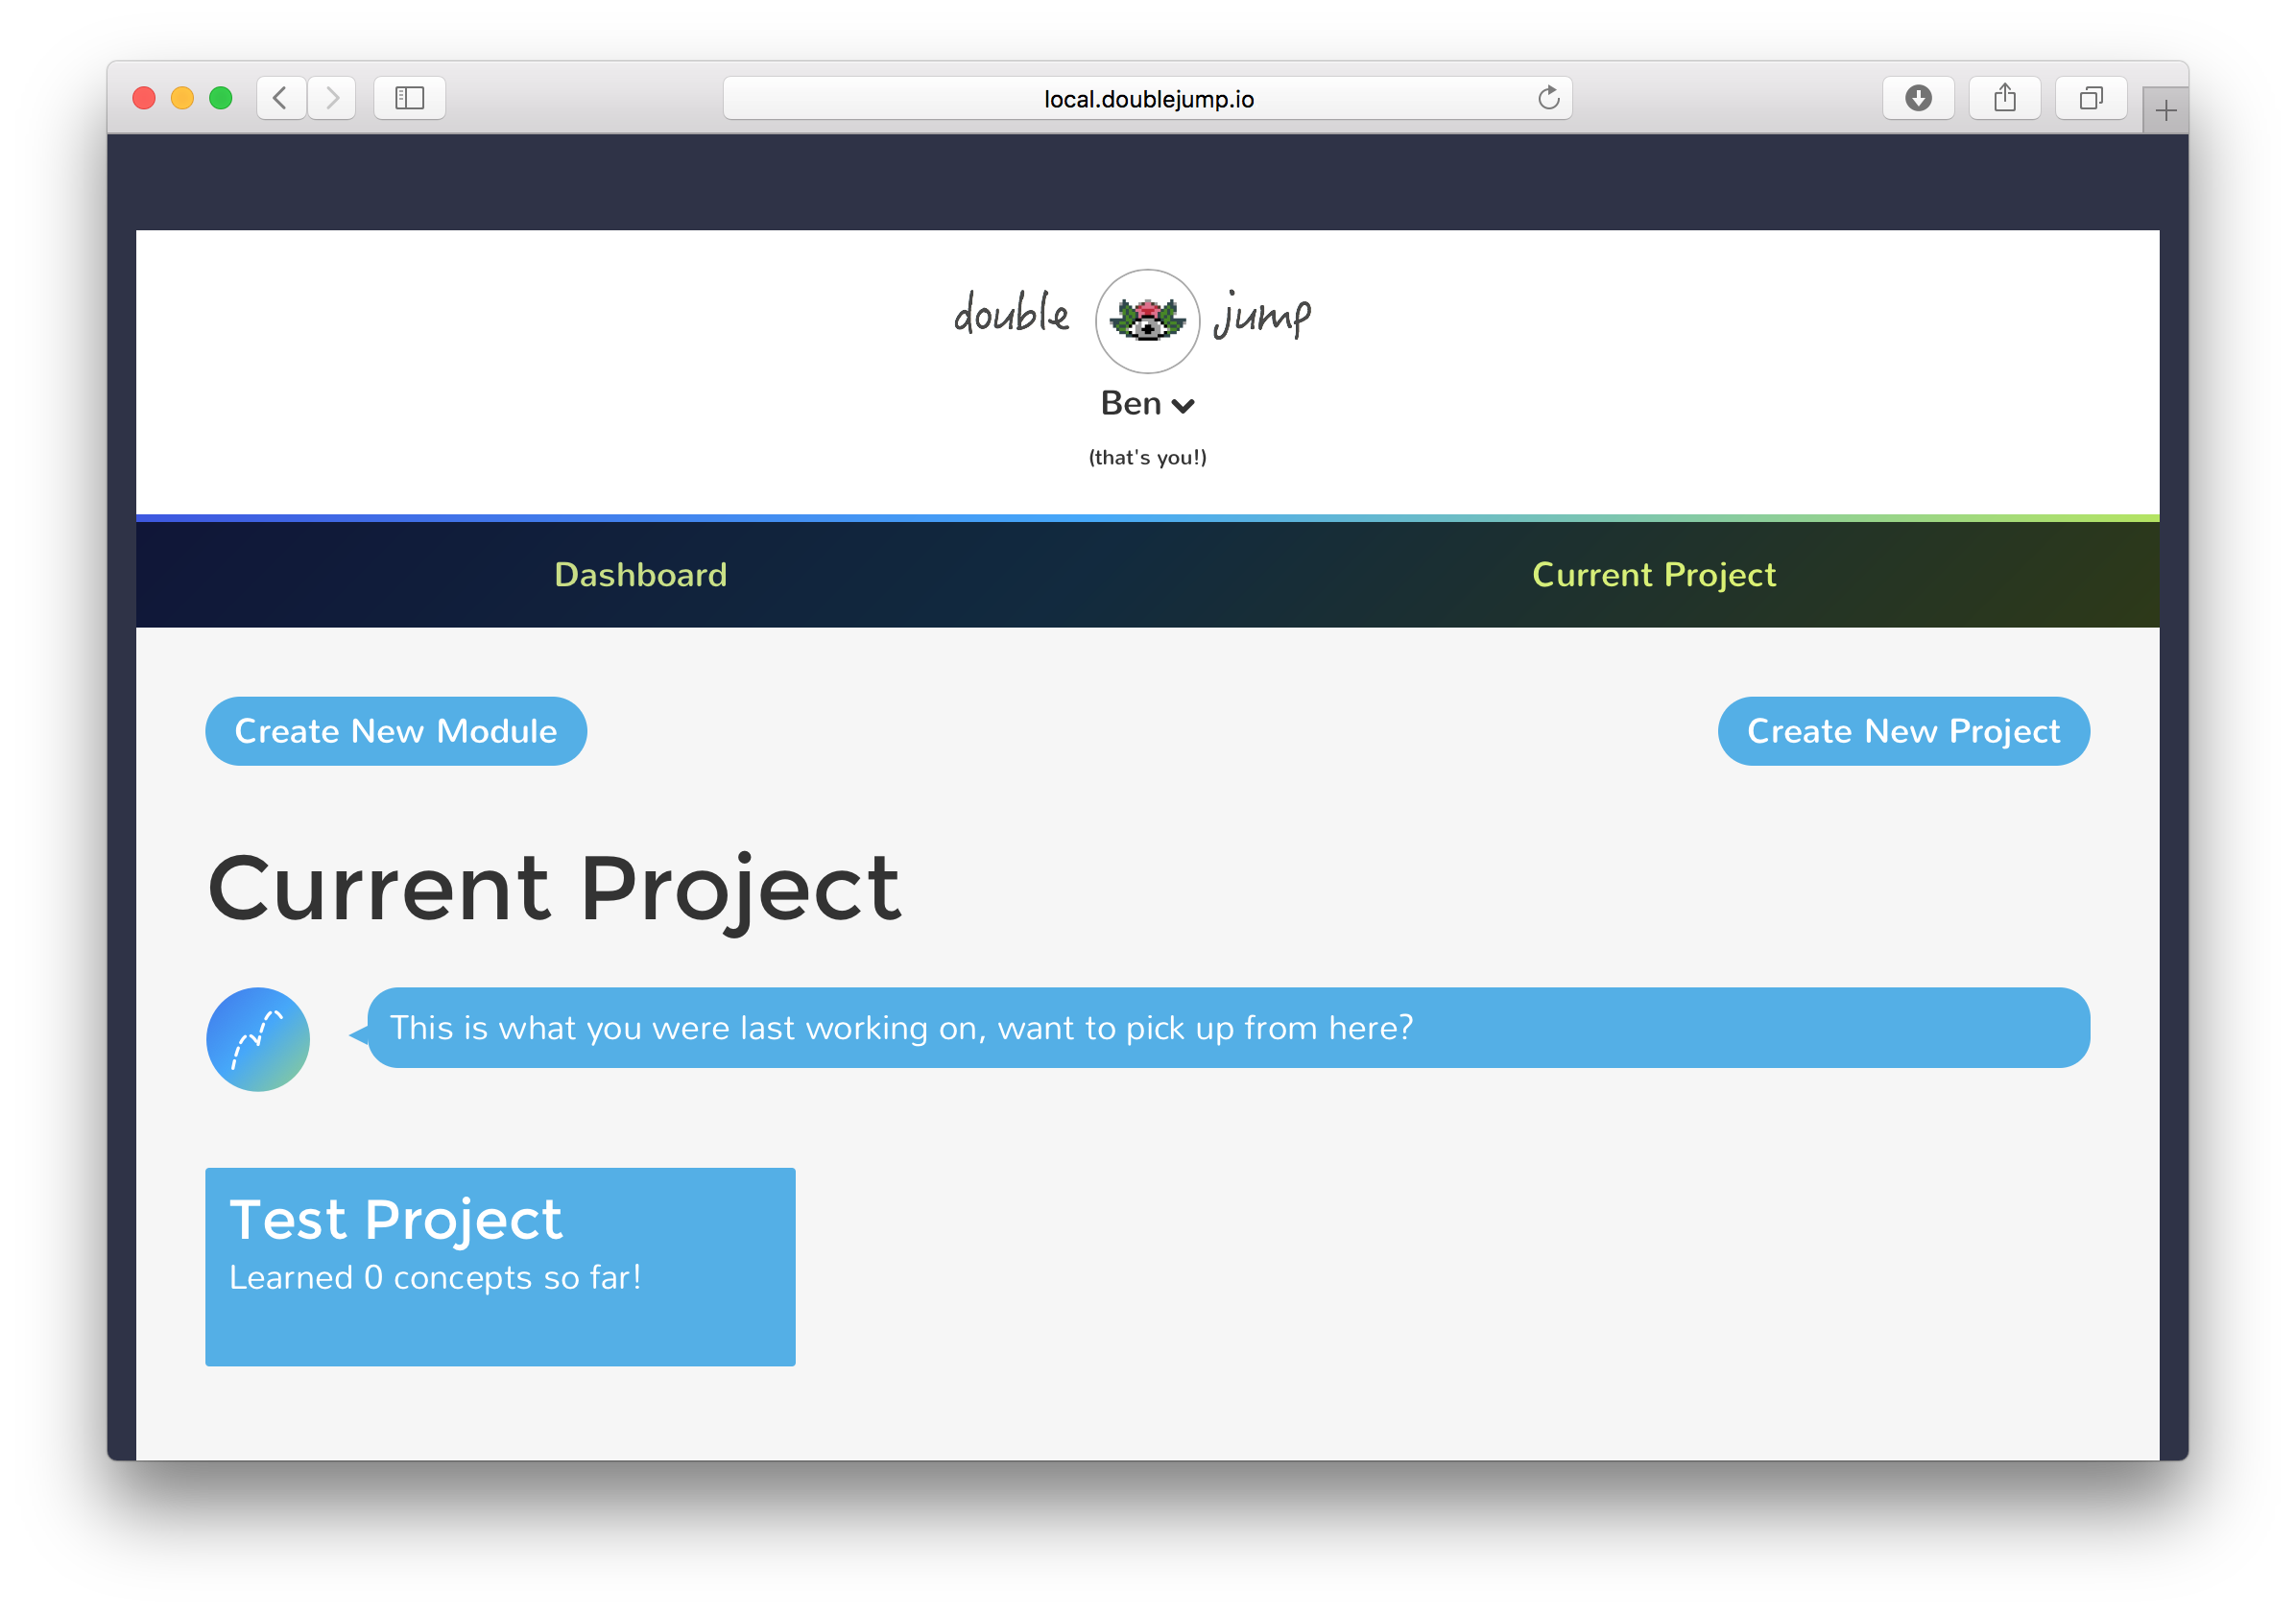 local.doublejump.io
double jump
Ben
(that's you!)
Dashboard
Current Project
Create New Module
Create New Project
Current Project
This is what you were last working on, want to pick up from here?
Test Project
Learned 0 concepts so far!